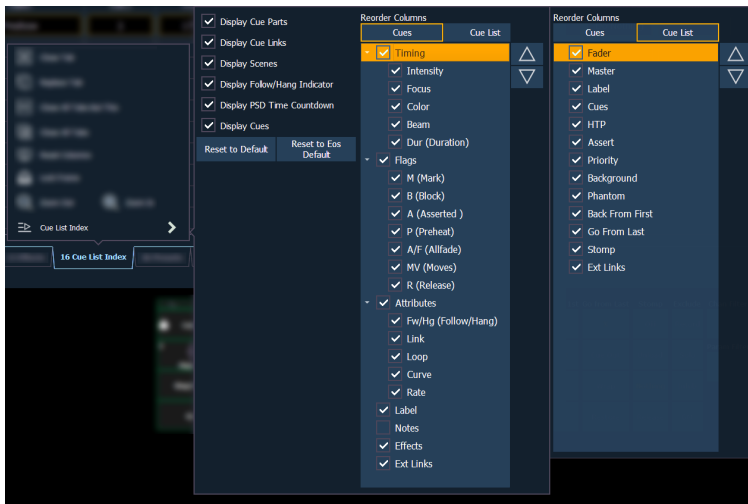 Cue List Index
16 Cue List Index
Display Cue Parts
Display Cue Links
Display Scenes
Display Follow/Hang Indicator
Display PSD Time Countdown
Display Cues
Reset to Default
Reset to Eos Default
Reorder Columns
Cues Cue List
Timing
Intensity
Focus
Color
Beam
Dur (Duration)
Flags
M (Mark)
B (Block)
A (Asserted )
P (Preheat)
A/F (Allfade)
MV (Moves)
R (Release)
Attributes
Fw/Hg (Follow/Hang)
Link
Loop
Curve
Rate
Label
Notes
Effects
Ext Links
Reorder Columns
Cues Cue List
Fader
Master
Label
Cues
HTP
Assert
Priority
Background
Phantom
Back From First
Go From Last
Stomp
Ext Links